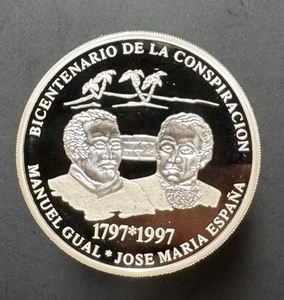 BICENTENARIO DE LA CONSPIRACION
1797*1997
MANUEL GUAL * JOSE MARIA ESPAÑA